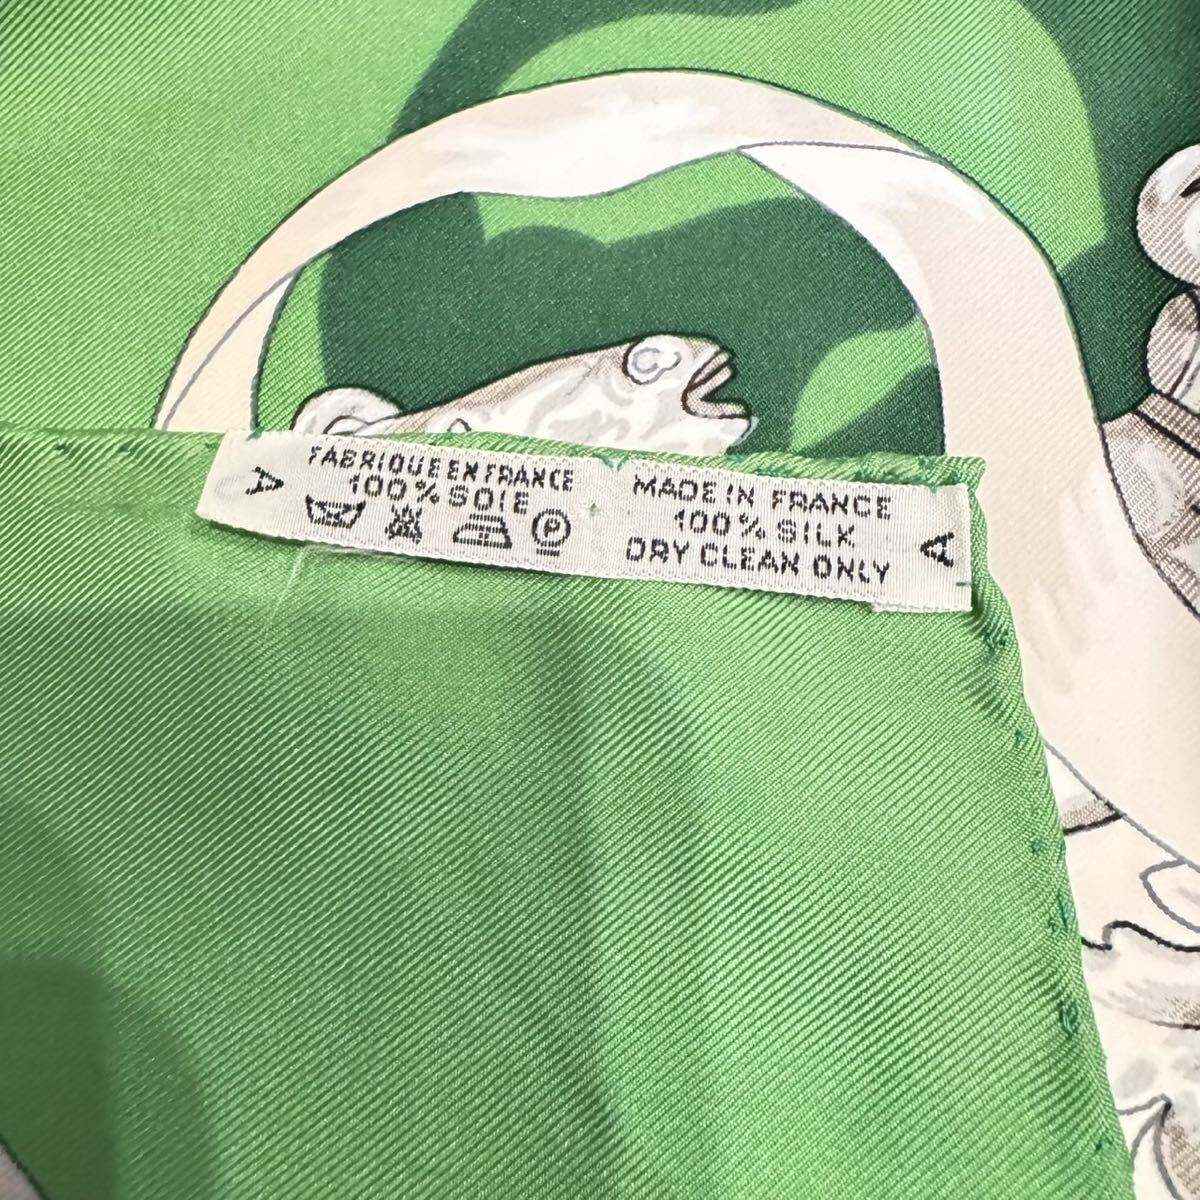 A
FABRIQUE EN FRANCE
100% SOIE
P
MADE IN FRANCE
100% SILK
DRY CLEAN ONLY
A